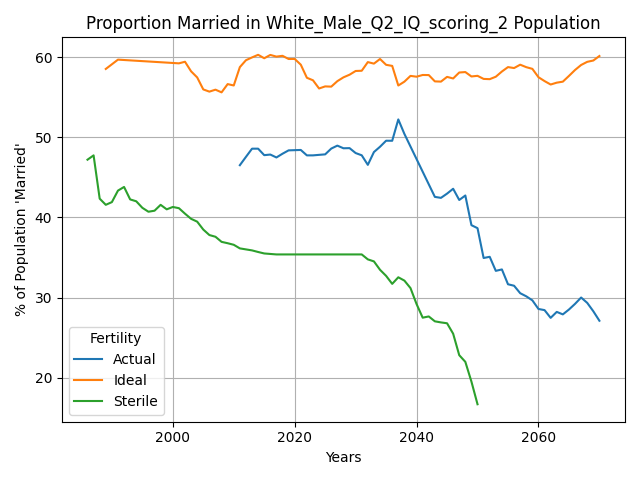 Proportion Married in White_Male_Q2_IQ_scoring_2 Population
60
50
40
30
20
% of Population 'Married'
Fertility
Actual
Ideal
Sterile
2000
2020
2040
2060
Years